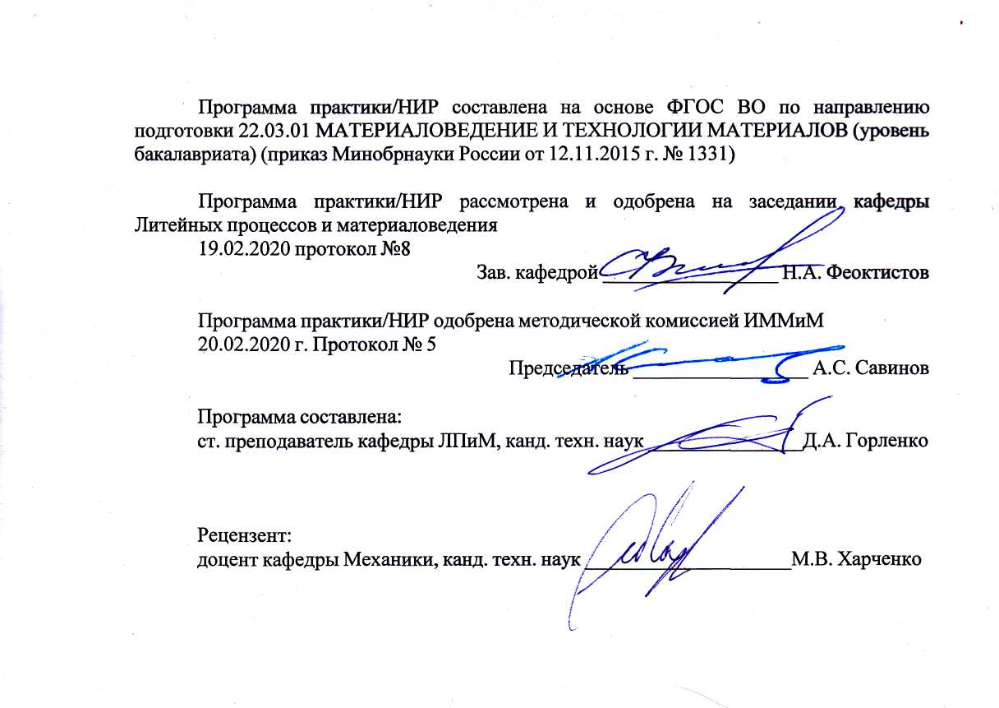 Программа практики/НИР составлена на основе ФГОС ВО по направлению
подготовки 22.03.01 МАТЕРИАЛОВЕДЕНИЕ И ТЕХНОЛОГИИ МАТЕРИАЛОВ (уровень
бакалавриата) (приказ Минобрнауки России от 12.11.2015 г. № 1331)
Программа практики/НИР рассмотрена и одобрена на заседании кафедры
Литейных процессов и материаловедения
19.02.2020 протокол №8
Зав. кафедрой _________________ Н.А. Феоктистов
Программа практики/НИР одобрена методической комиссией ИММиМ
20.02.2020 г. Протокол № 5
Председатель _________________ А.С. Савинов
Программа составлена:
ст. преподаватель кафедры ЛПиМ, канд. техн. наук _______________Д.А. Горленко
Рецензент:
доцент кафедры Механики, канд. техн. наук ____________________М.В. Харченко